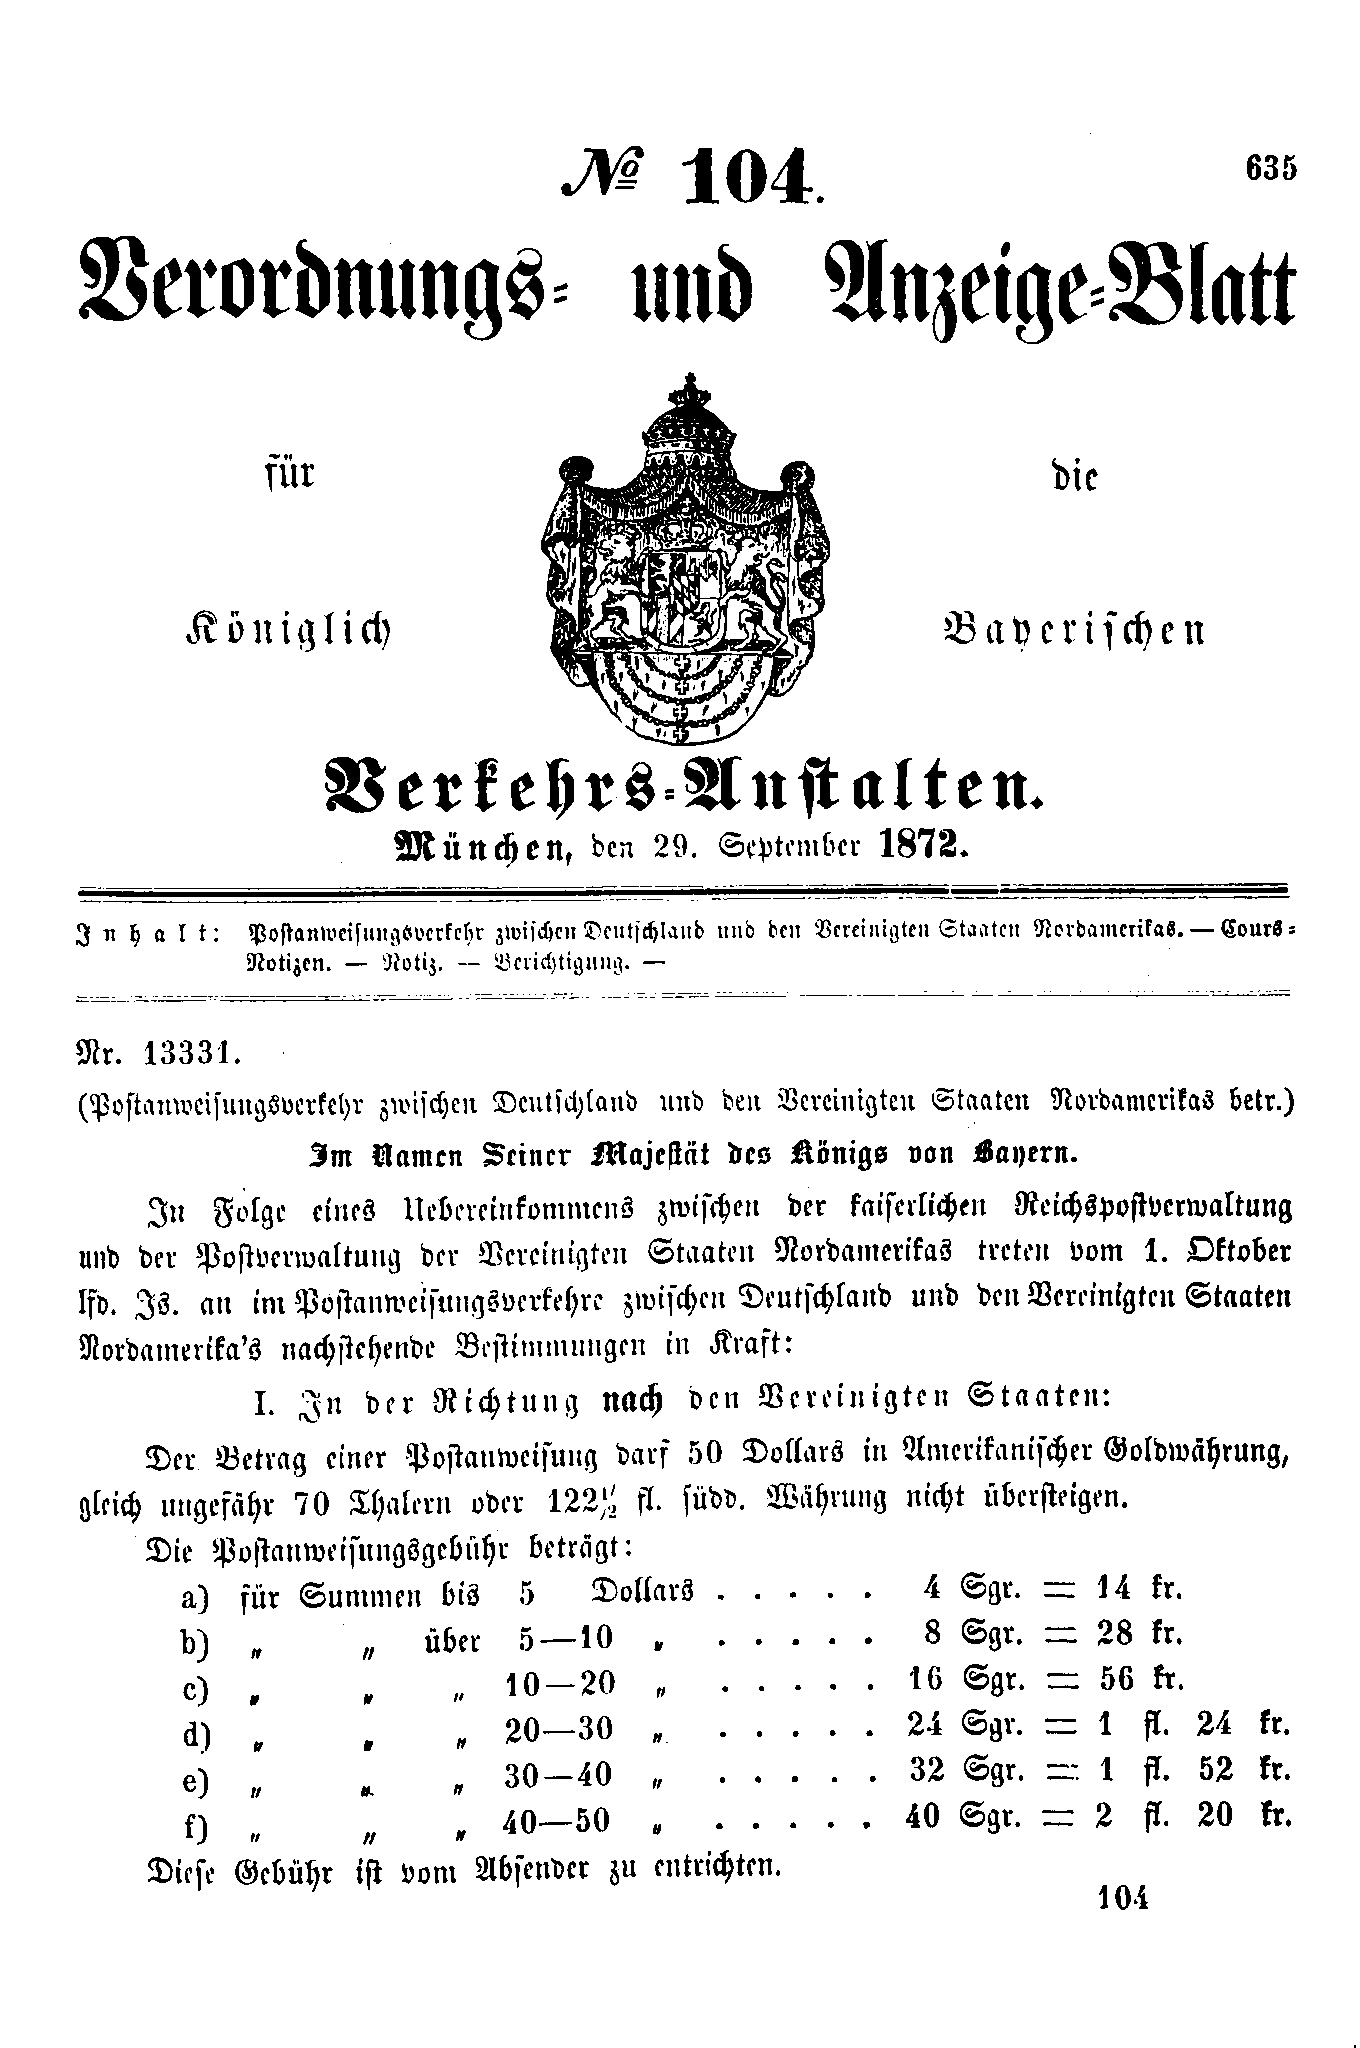 № 104.
635
Verordnungs- und Anzeige-Blatt
für die
Königlich Bayerischen
Verkehrs-Anstalten.
München, den 29. September 1872.
Inhalt: Postanweisungsverkehr zwischen Deutschland und den Vereinigten Staaten Nordamerikas. — Cours-
Notizen. — Notiz. — Berichtigung. —
Nr. 13331.
(Postanweisungsverkehr zwischen Deutschland und den Vereinigten Staaten Nordamerikas betr.)
Im Namen Seiner Majestät des Königs von Bayern.
In Folge eines Uebereinkommens zwischen der kaiserlichen Reichspostverwaltung
und der Postverwaltung der Vereinigten Staaten Nordamerikas treten vom 1. Oktober
lfd. Js. an im Postanweisungsverkehre zwischen Deutschland und den Vereinigten Staaten
Nordamerika's nachstehende Bestimmungen in Kraft:
I. In der Richtung nach den Vereinigten Staaten:
Der Betrag einer Postanweisung darf 50 Dollars in Amerikanischer Goldwährung,
gleich ungefähr 70 Thalern oder 122½ fl. südd. Währung nicht übersteigen.
Die Postanweisungsgebühr beträgt:
a) für Summen bis 5 Dollars . . . . . 4 Sgr. = 14 kr.
b) „ „ über 5—10 „ . . . . . 8 Sgr. = 28 kr.
c) „ „ „ 10—20 „ . . . . . 16 Sgr. = 56 kr.
d) „ „ „ 20—30 „ . . . . . 24 Sgr. = 1 fl. 24 kr.
e) „ „ „ 30—40 „ . . . . . 32 Sgr. = 1 fl. 52 kr.
f) „ „ „ 40—50 „ . . . . . 40 Sgr. = 2 fl. 20 kr.
Diese Gebühr ist vom Absender zu entrichten.
104